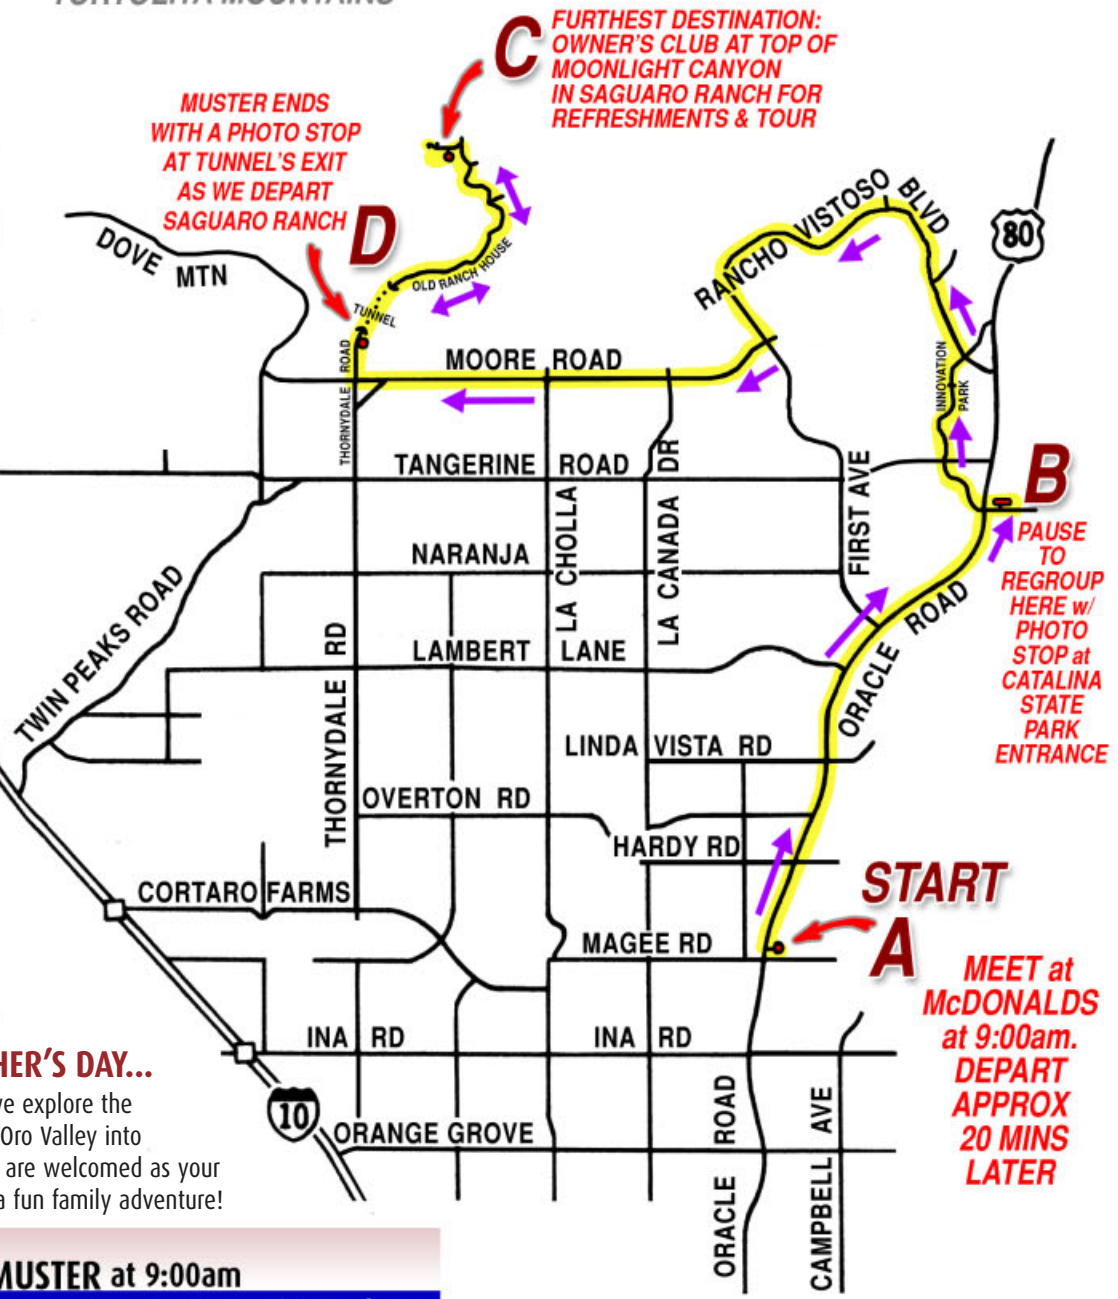 TORTOLITA MOUNTAINS
C
FURTHEST DESTINATION:
OWNER'S CLUB AT TOP OF
MOONLIGHT CANYON
IN SAGUARO RANCH FOR
REFRESHMENTS & TOUR
MUSTER ENDS
WITH A PHOTO STOP
AT TUNNEL'S EXIT
AS WE DEPART
SAGUARO RANCH
D
DOVE MTN
OLD RANCH HOUSE
TUNNEL
RANCHO VISTOSO BLVD
80
MOORE ROAD
THORNYDALE ROAD
INNOVATION
PARK
TANGERINE ROAD
B
PAUSE
TO
REGROUP
HERE w/
PHOTO
STOP at
CATALINA
STATE
PARK
ENTRANCE
FIRST AVE
LA CHOLLA
LA CANADA DR
NARANJA
TWIN PEAKS ROAD
LAMBERT LANE
THORNYDALE RD
ORACLE ROAD
LINDA VISTA RD
OVERTON RD
HARDY RD
CORTARO FARMS
START
A
MAGEE RD
MEET at
McDONALDS
at 9:00am.
DEPART
APPROX
20 MINS
LATER
INA RD
INA RD
10
ORANGE GROVE
ORACLE ROAD
CAMPBELL AVE
HER'S DAY...
ve explore the
Oro Valley into
are welcomed as your
a fun family adventure!
MUSTER at 9:00am